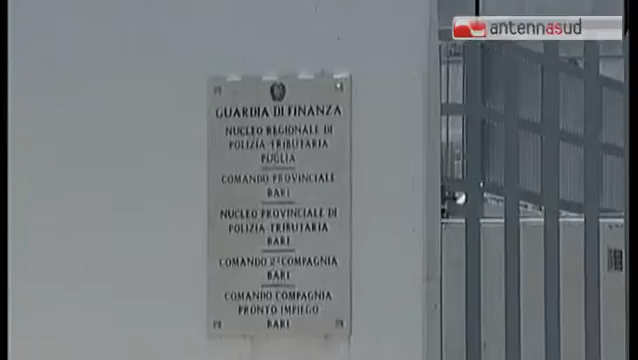 antennasud
GUARDIA DI FINANZA
NUCLEO REGIONALE DI
POLIZIA TRIBUTARIA
PUGLIA
COMANDO PROVINCIALE
BARI
NUCLEO PROVINCIALE DI
POLIZIA TRIBUTARIA
BARI
COMANDO 2ª COMPAGNIA
BARI
COMANDO COMPAGNIA
PRONTO IMPIEGO
BARI